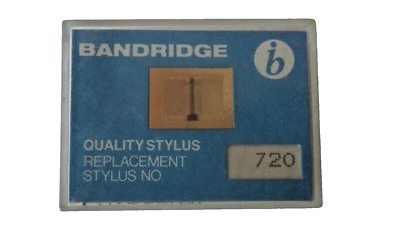 BANDRIDGE
b
QUALITY STYLUS
REPLACEMENT
STYLUS NO.
720